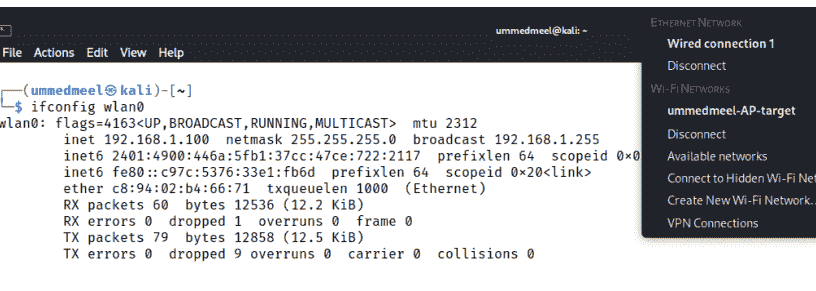 ummedmeel@kali: ~
File Actions Edit View Help
(ummedmeel㉿kali)-[~]
$ ifconfig wlan0
wlan0: flags=4163<UP,BROADCAST,RUNNING,MULTICAST>  mtu 2312
inet 192.168.1.100  netmask 255.255.255.0  broadcast 192.168.1.255
inet6 2401:4900:446a:5fb1:37cc:47ce:722:2117  prefixlen 64  scopeid 0×0
inet6 fe80::c97c:5376:33e1:fb6d  prefixlen 64  scopeid 0×20<link>
ether c8:94:02:b4:66:71  txqueuelen 1000  (Ethernet)
RX packets 60  bytes 12536 (12.2 KiB)
RX errors 0  dropped 1  overruns 0  frame 0
TX packets 79  bytes 12858 (12.5 KiB)
TX errors 0  dropped 9 overruns 0  carrier 0  collisions 0
Ethernet Network
Wired connection 1
Disconnect
Wi-Fi Networks
ummedmeel-AP-target
Disconnect
Available networks
Connect to Hidden Wi-Fi Net
Create New Wi-Fi Network..
VPN Connections